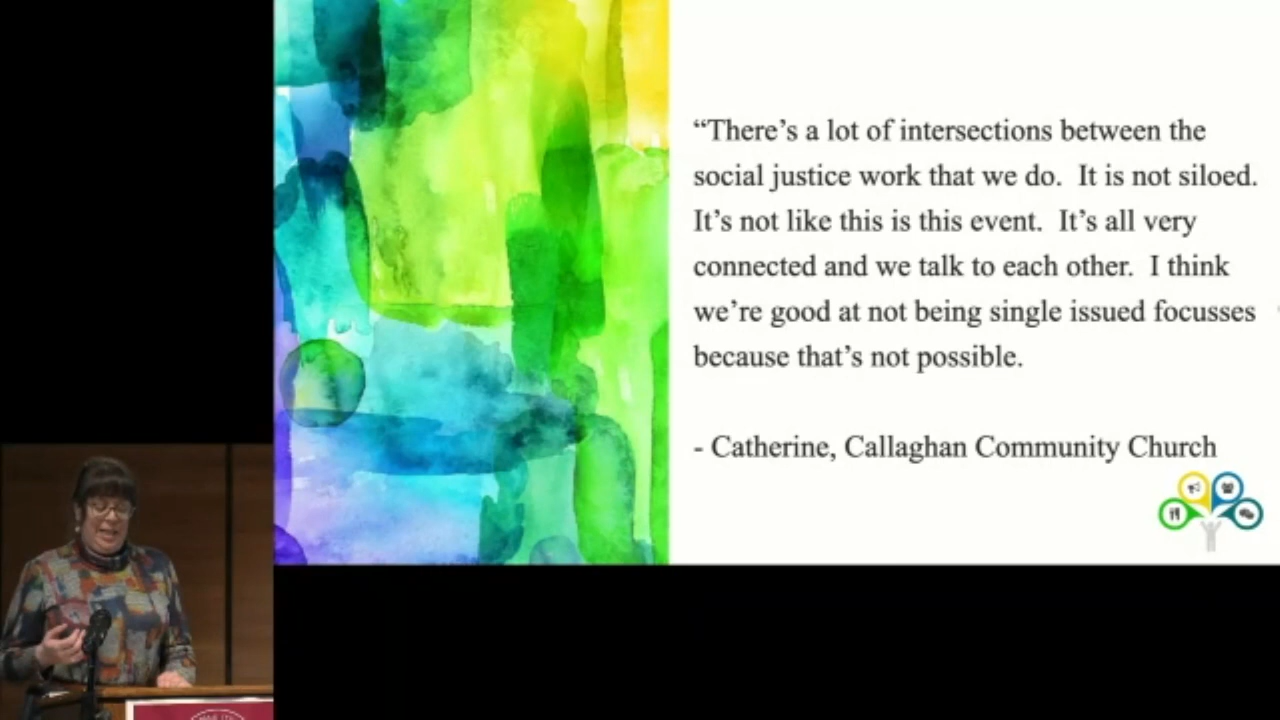 “There’s a lot of intersections between the
social justice work that we do.  It is not siloed.
It’s not like this is this event.  It’s all very
connected and we talk to each other.  I think
we’re good at not being single issued focusses
because that’s not possible.
- Catherine, Callaghan Community Church